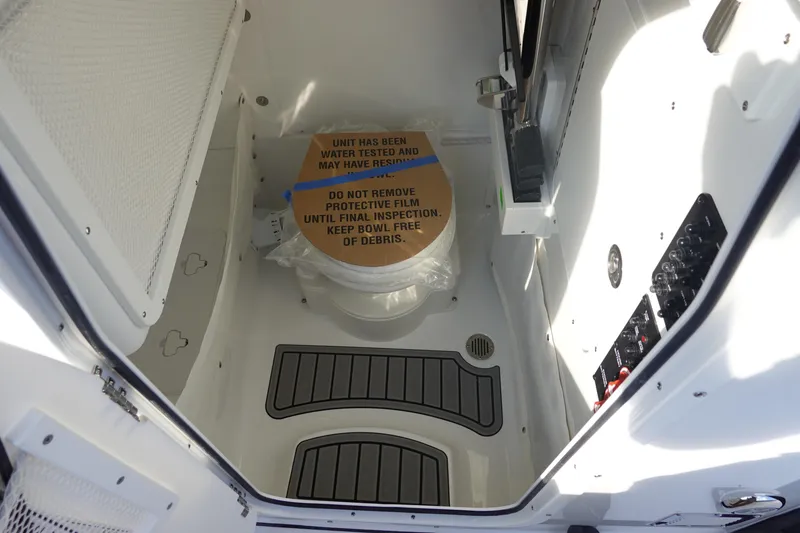 UNIT HAS BEEN
WATER TESTED AND
MAY HAVE
DO NOT REMOVE
PROTECTIVE FILM
UNTIL FINAL INSPECTION.
KEEP BOWL FREE
OF DEBRIS.